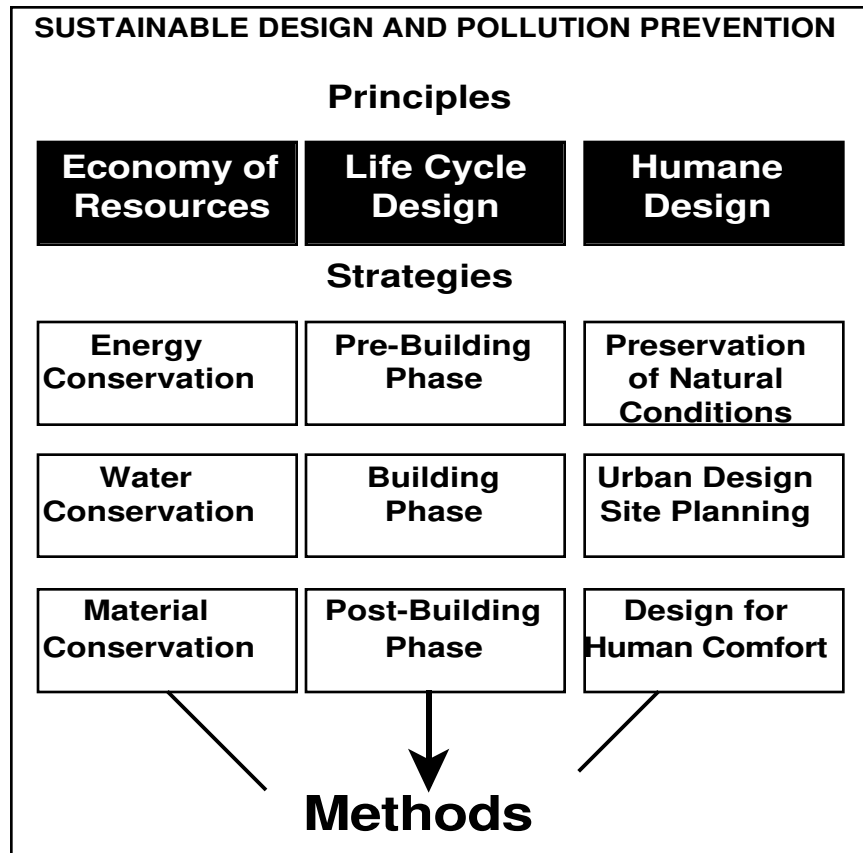 SUSTAINABLE DESIGN AND POLLUTION PREVENTION
Principles
Economy of
Resources
Life Cycle
Design
Humane
Design
Strategies
Energy
Conservation
Pre-Building
Phase
Preservation
of Natural
Conditions
Water
Conservation
Building
Phase
Urban Design
Site Planning
Material
Conservation
Post-Building
Phase
Design for
Human Comfort
Methods